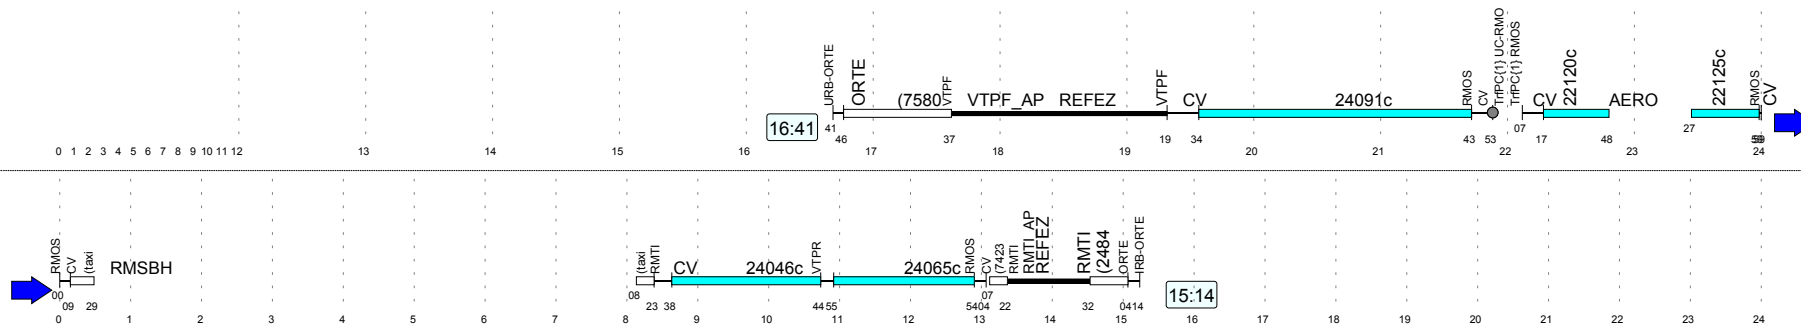 URB-ORTE ORTE (7580 VTPF VTPF_AP REFEZ VTPF CV 24091c RMOS CV TrfPC{1} UC-RMO TrfPC{1} RMOS CV 22120c AERO 22125c RMOS CV
16:41 41 46 37 19 34 43 53 07 17 48 27 59
0 1 2 3 4 5 6 7 8 9 10 11 12 13 14 15 16 17 18 19 20 21 22 23 24
RMOS CV (taxi RMSBH (taxi RMTI CV 24046c VTPR 24065c RMOS CV (7423 RMTI RMTI_AP REFEZ RMTI (2484 ORTE IRB-ORTE
00 09 29 08 23 38 44 55 54 04 07 22 32 04 14 15:14
0 1 2 3 4 5 6 7 8 9 10 11 12 13 14 15 16 17 18 19 20 21 22 23 24